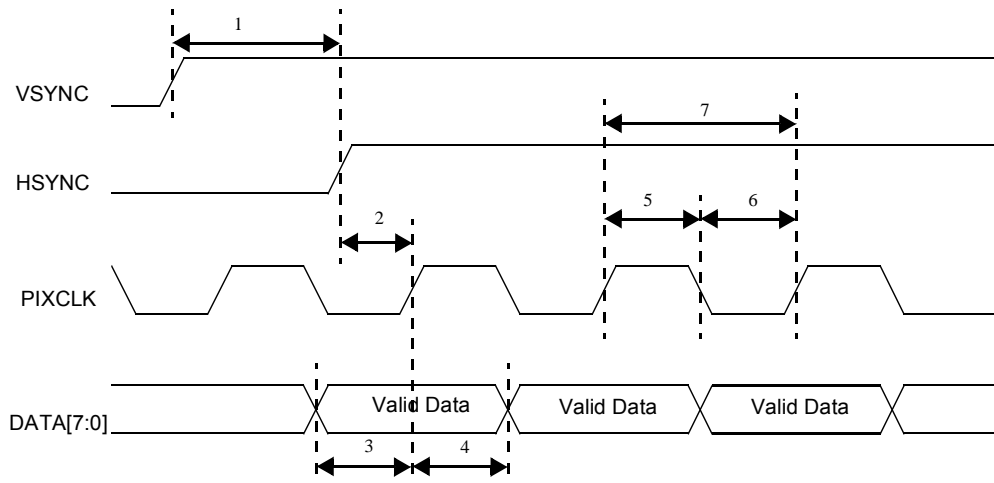 1
VSYNC
7
HSYNC
5
6
2
PIXCLK
Valid Data
Valid Data
Valid Data
DATA[7:0]
3
4